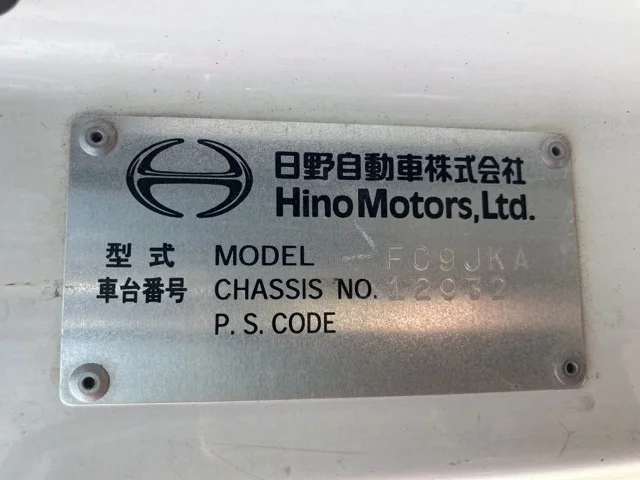 日野自動車株式会社
Hino Motors, Ltd.
型式 MODEL FC9JKA
車台番号 CHASSIS NO. 12932
P. S. CODE